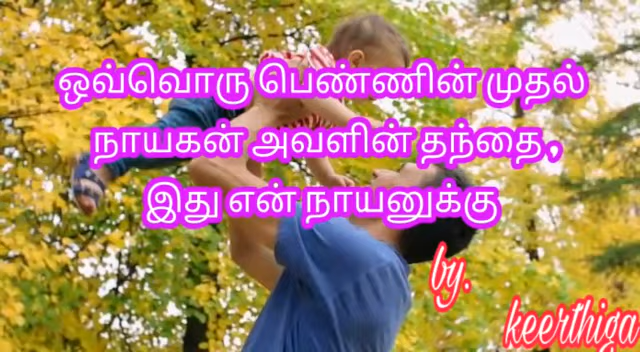 ஒவ்வொரு பெண்ணின் முதல்
நாயகன் அவளின் தந்தை,
இது என் நாயனுக்கு
by.
keerthiga